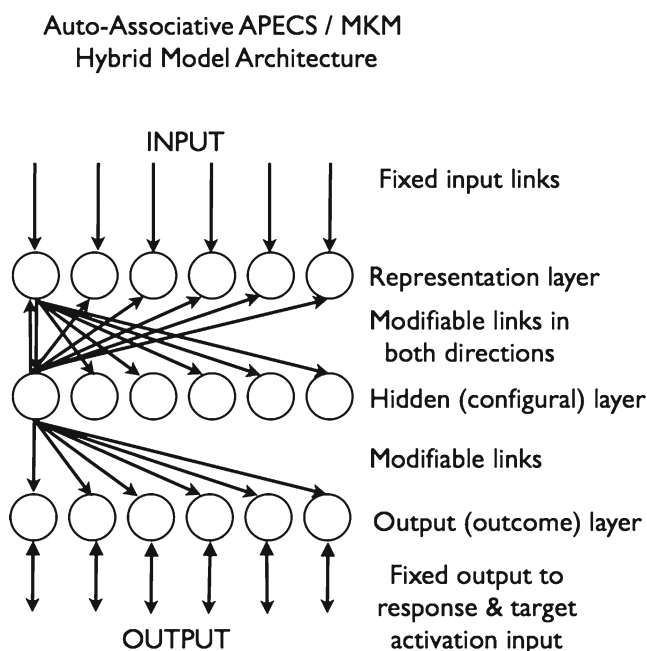 Auto-Associative APECS / MKM
Hybrid Model Architecture
INPUT
Fixed input links
Representation layer
Modifiable links in
both directions
Hidden (configural) layer
Modifiable links
Output (outcome) layer
Fixed output to
response & target
activation input
OUTPUT